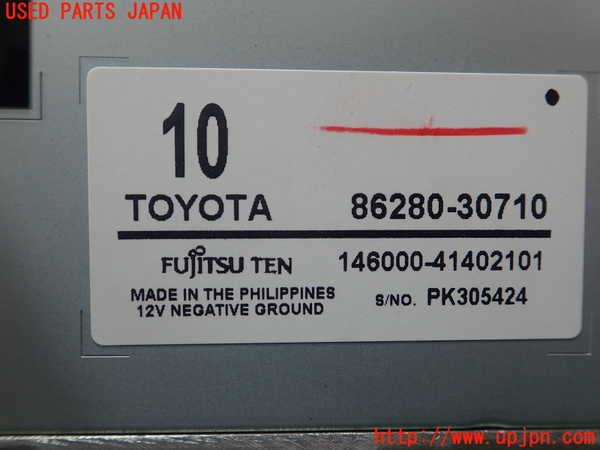 USED PARTS JAPAN
10
TOYOTA 86280-30710
FUJITSU TEN 146000-41402101
MADE IN THE PHILIPPINES S/NO. PK305424
12V NEGATIVE GROUND
http://www.upjpn.com/